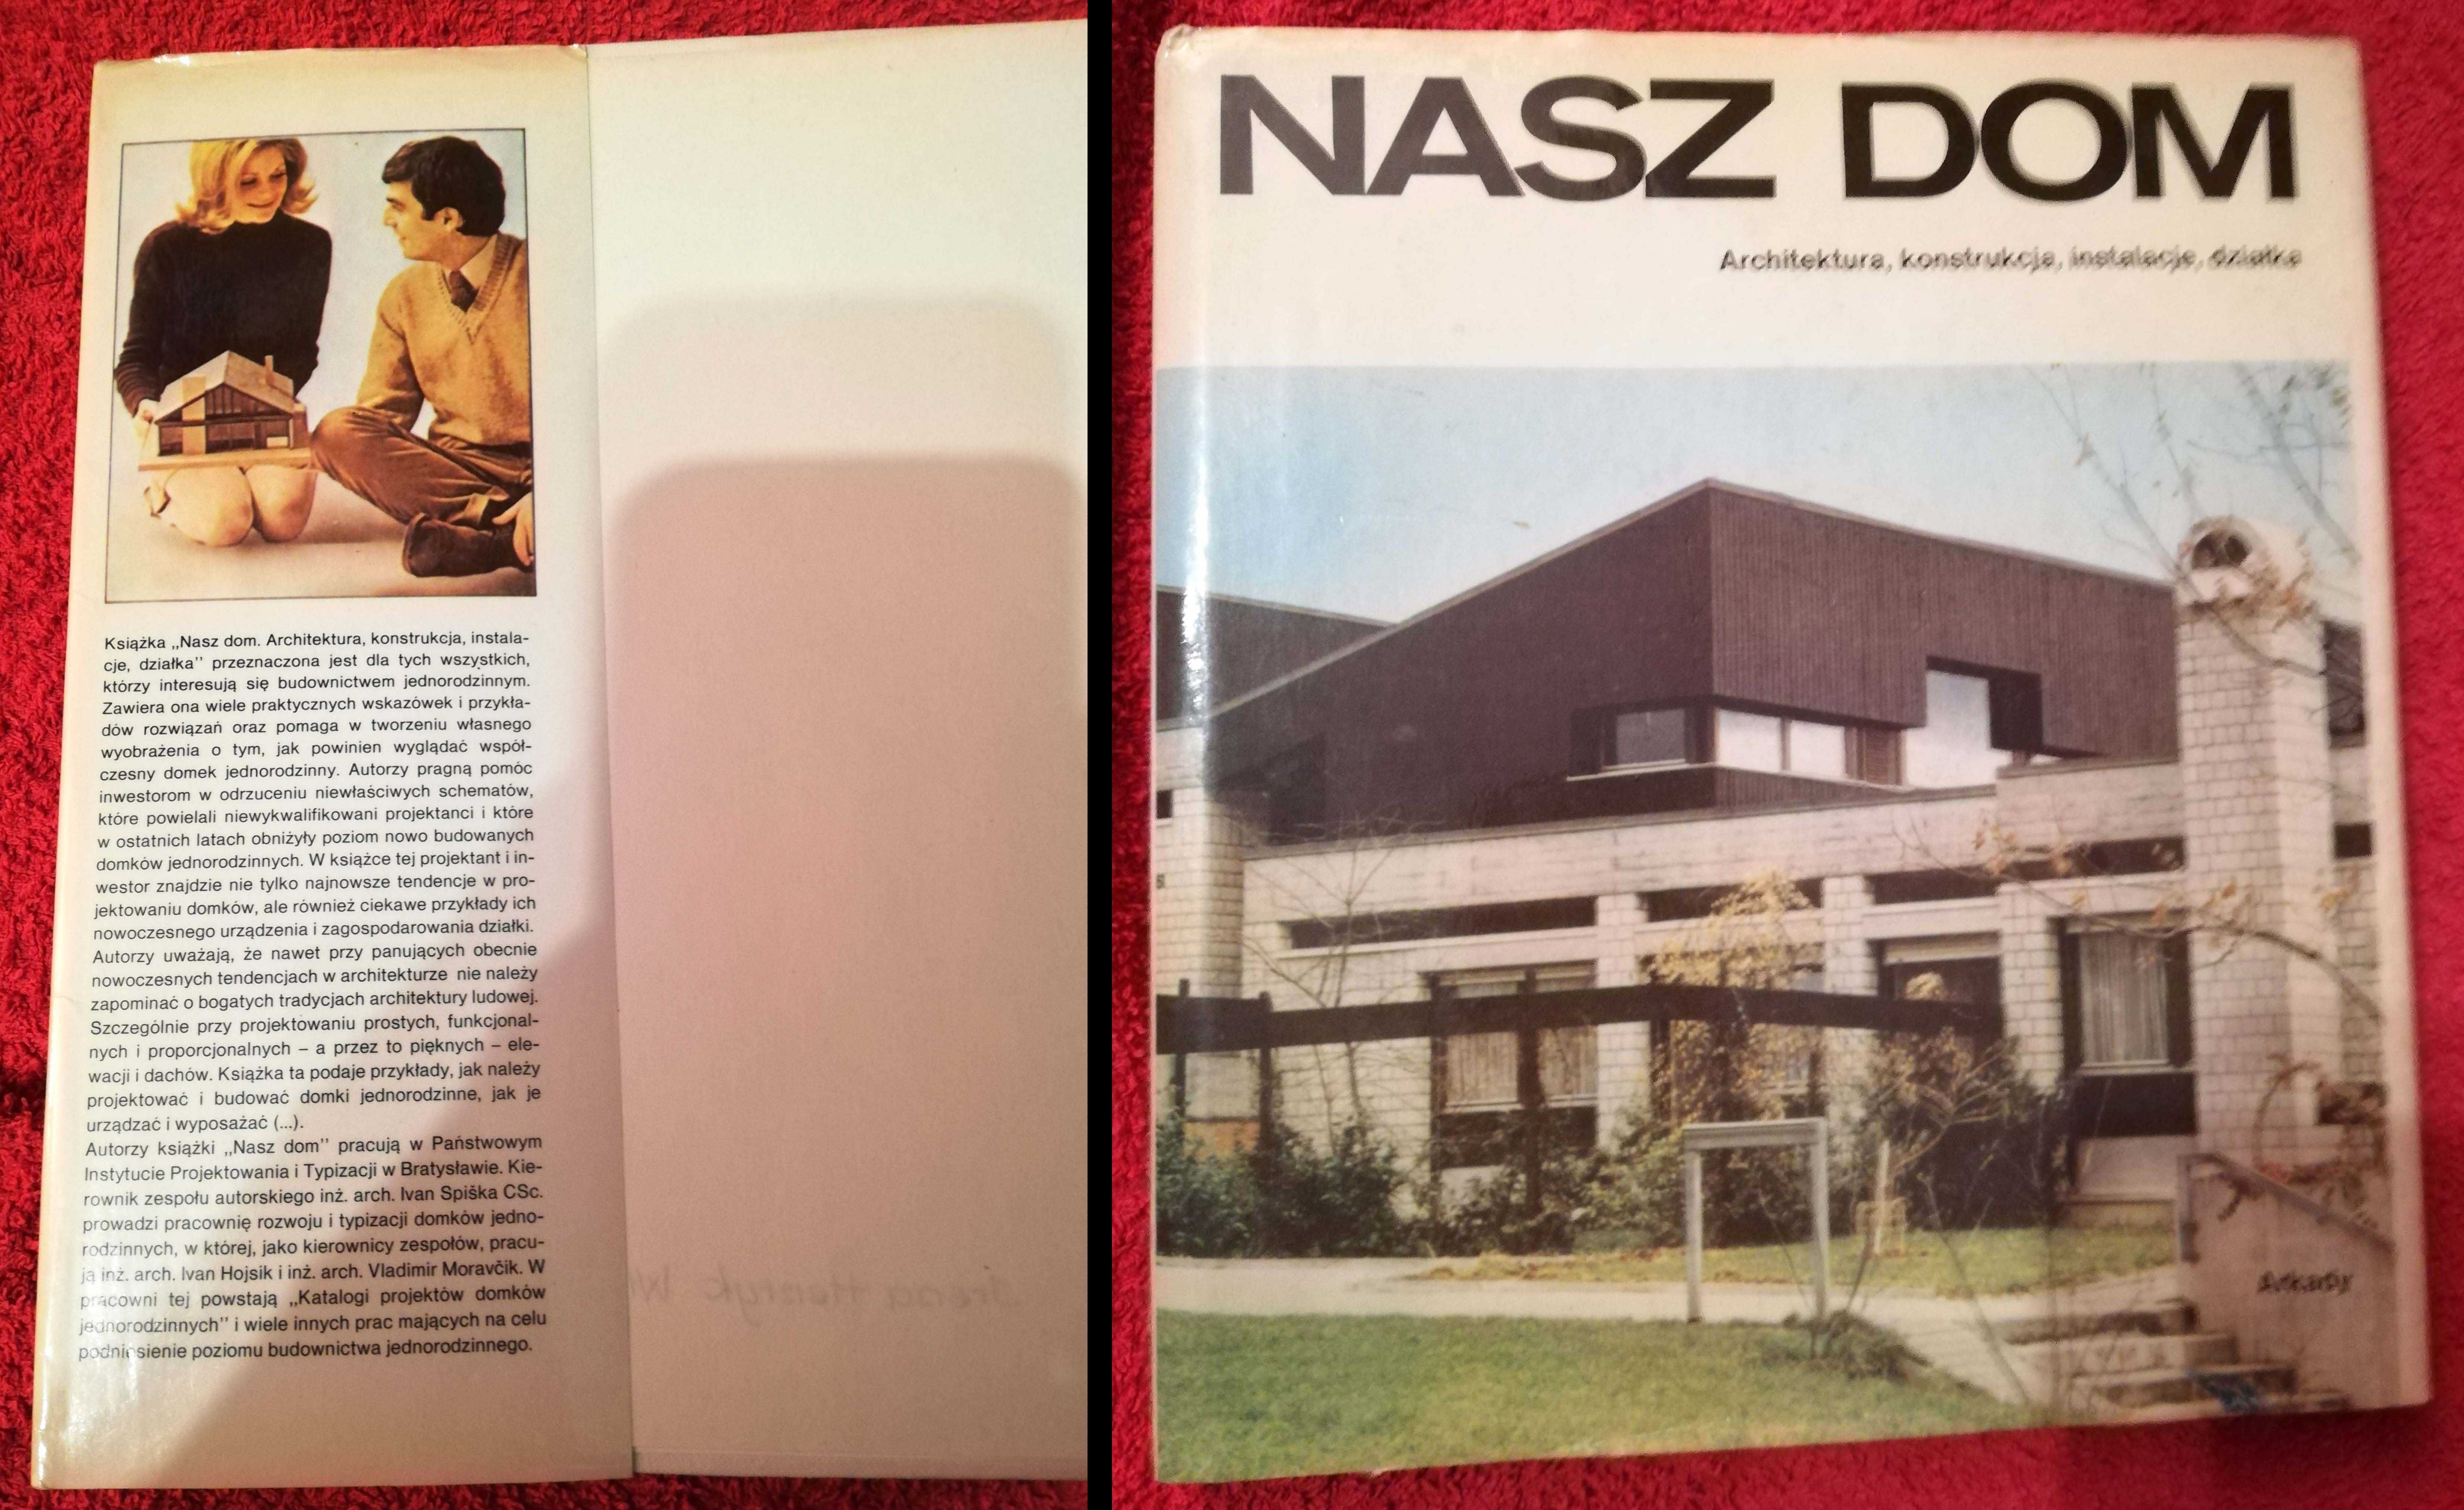 Książka „Nasz dom. Architektura, konstrukcja, instala-
cje, działka” przeznaczona jest dla tych wszystkich,
którzy interesują się budownictwem jednorodzinnym.
Zawiera ona wiele praktycznych wskazówek i przykła-
dów rozwiązań oraz pomaga w tworzeniu własnego
wyobrażenia o tym, jak powinien wyglądać współ-
czesny domek jednorodzinny. Autorzy pragną pomóc
inwestorom w odrzuceniu niewłaściwych schematów,
które powielali niewykwalifikowani projektanci i które
w ostatnich latach obniżyły poziom nowo budowanych
domków jednorodzinnych. W książce tej projektant i in-
westor znajdzie nie tylko najnowsze tendencje w pro-
jektowaniu domków, ale również ciekawe przykłady ich
nowoczesnego urządzenia i zagospodarowania działki.
Autorzy uważają, że nawet przy panujących obecnie
nowoczesnych tendencjach w architekturze nie należy
zapominać o bogatych tradycjach architektury ludowej.
Szczególnie przy projektowaniu prostych, funkcjonal-
nych i proporcjonalnych – a przez to pięknych – ele-
wacji i dachów. Książka ta podaje przykłady, jak należy
projektować i budować domki jednorodzinne, jak je
urządzać i wyposażać (...).
Autorzy książki „Nasz dom” pracują w Państwowym
Instytucie Projektowania i Typizacji w Bratysławie. Kie-
rownik zespołu autorskiego inż. arch. Ivan Spiška CSc.
prowadzi pracownię rozwoju i typizacji domków jedno-
rodzinnych, w której, jako kierownicy zespołów, pracu-
ją inż. arch. Ivan Hojsik i inż. arch. Vladimir Moravčik. W
pracowni tej powstają „Katalogi projektów domków
jednorodzinnych” i wiele innych prac mających na celu
podniesienie poziomu budownictwa jednorodzinnego.
NASZ DOM
Architektura, konstrukcja, instalacje, działka
Arkady